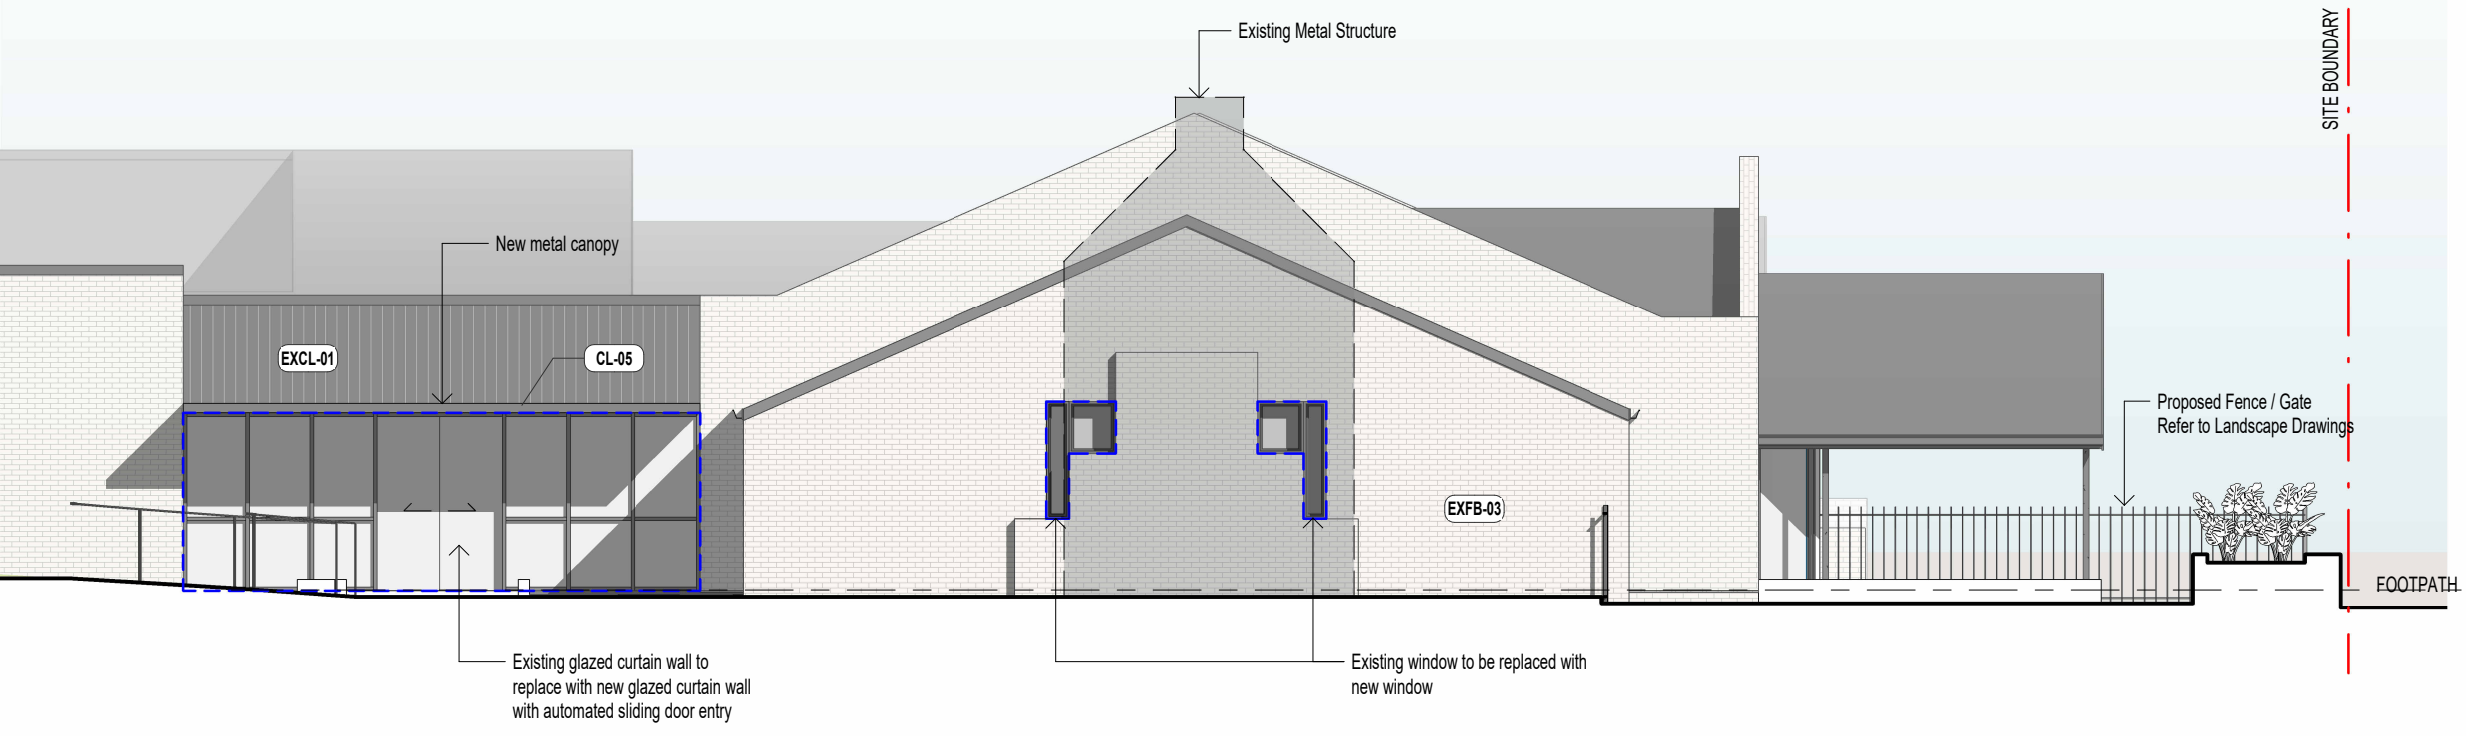 Existing Metal Structure
SITE BOUNDARY
New metal canopy
EXCL-01
CL-05
Proposed Fence / Gate
Refer to Landscape Drawings
EXFB-03
FOOTPATH
Existing glazed curtain wall to
replace with new glazed curtain wall
with automated sliding door entry
Existing window to be replaced with
new window